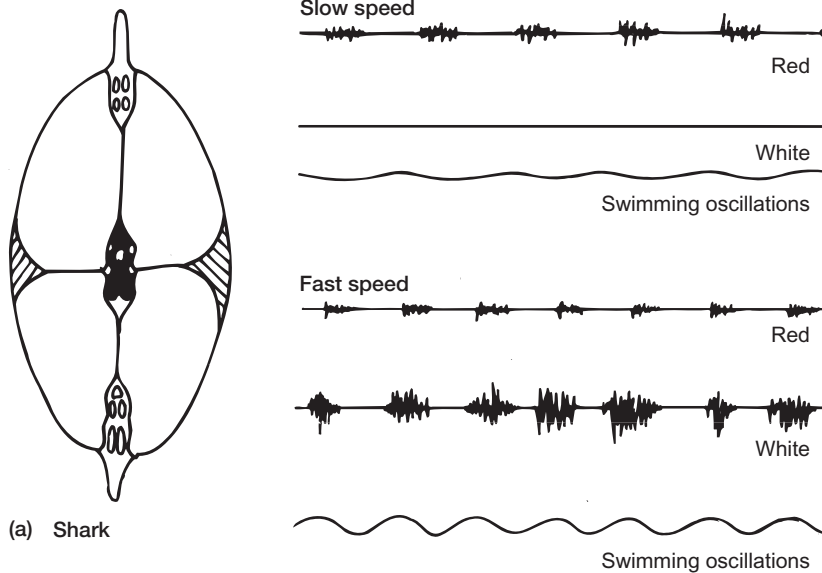 Slow speed
Red
White
Swimming oscillations
Fast speed
Red
White
(a) Shark
Swimming oscillations